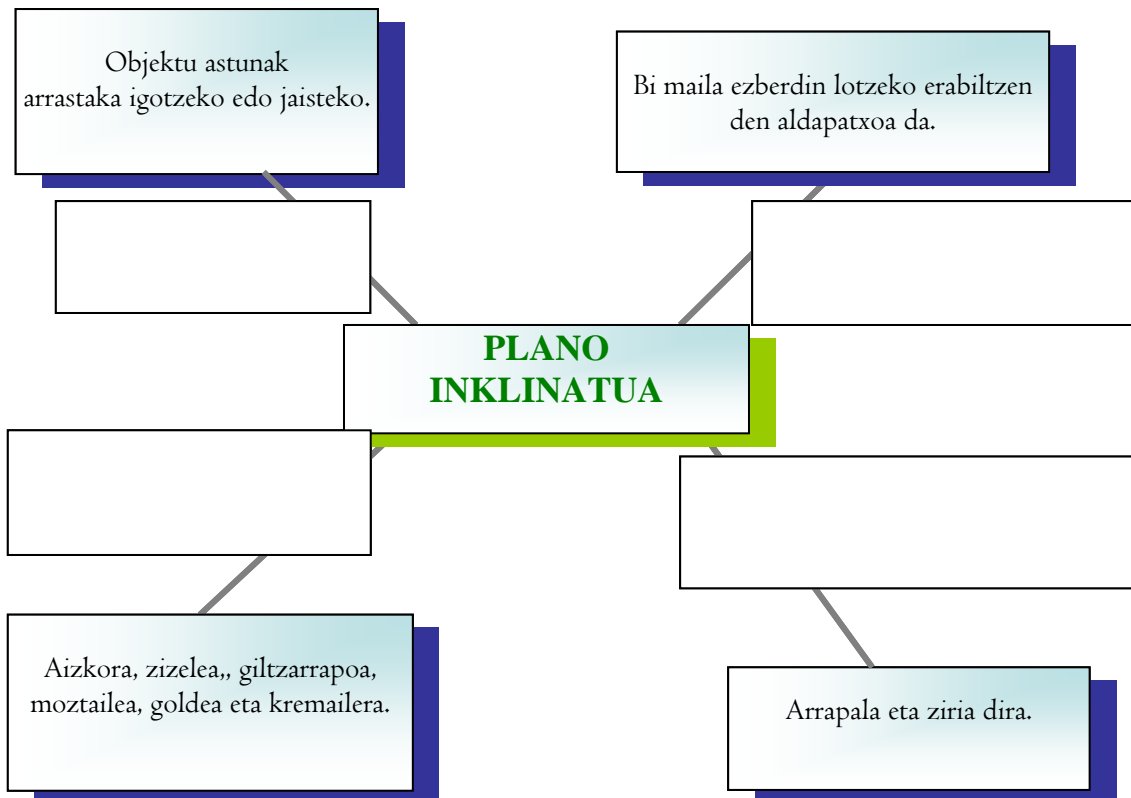 Objektu astunak
arrastaka igotzeko edo jaisteko.
Bi maila ezberdin lotzeko erabiltzen
den aldapatxoa da.
PLANO
INKLINATUA
Aizkora, zizelea,, giltzarrapoa,
moztailea, goldea eta kremailera.
Arrapala eta ziria dira.